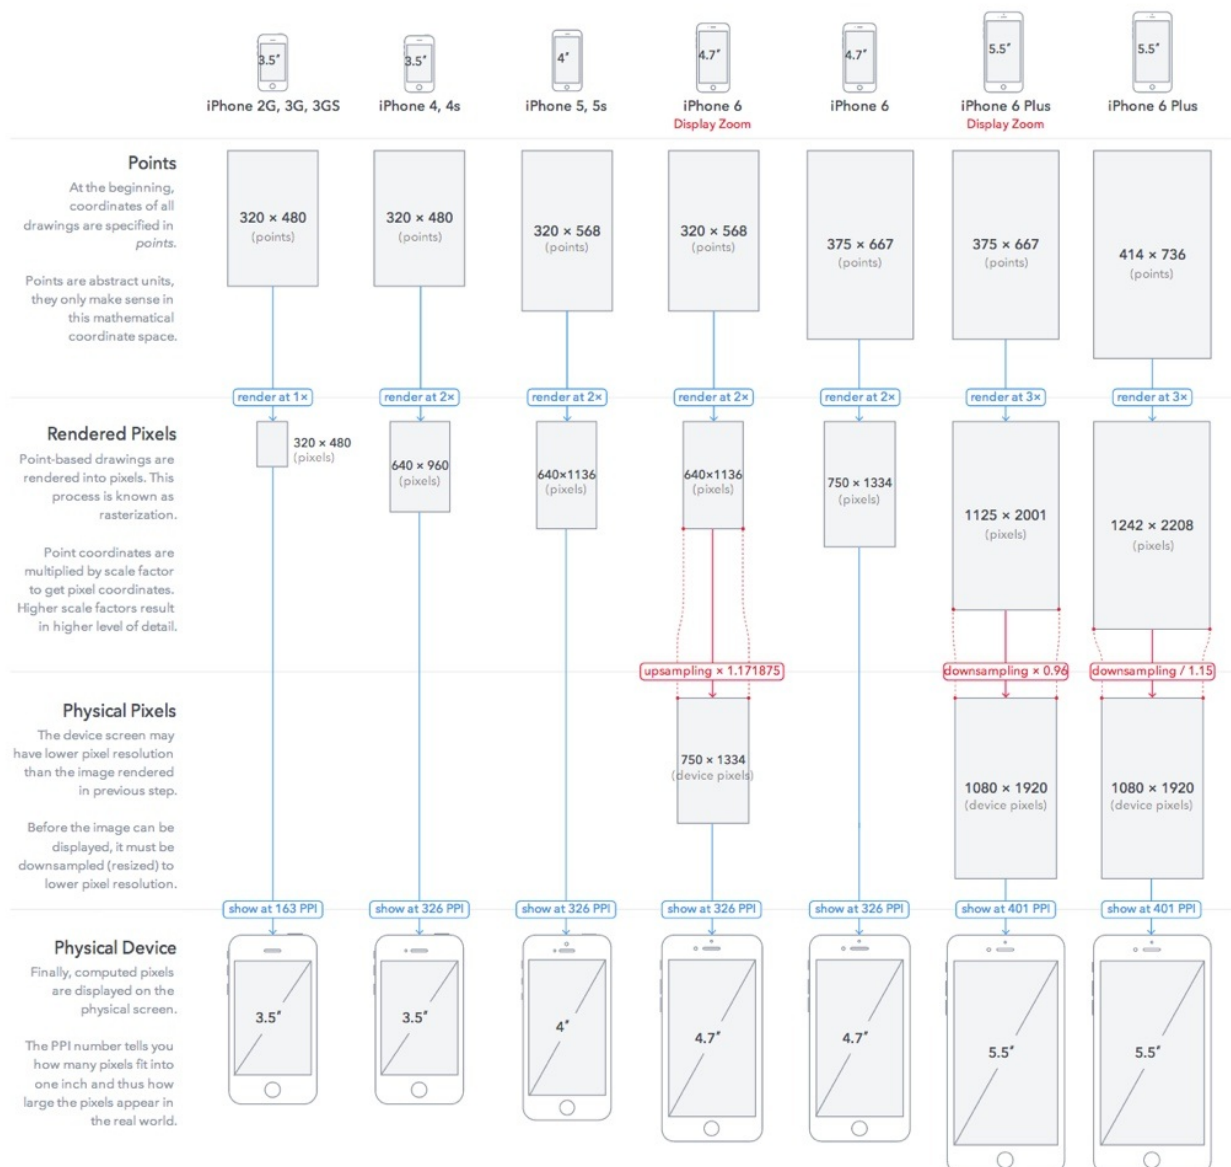 3.5″
3.5″
4″
4.7″
4.7″
5.5″
5.5″
iPhone 2G, 3G, 3GS
iPhone 4, 4s
iPhone 5, 5s
iPhone 6
Display Zoom
iPhone 6
iPhone 6 Plus
Display Zoom
iPhone 6 Plus
Points
At the beginning,
coordinates of all
drawings are specified in
points.
Points are abstract units,
they only make sense in
this mathematical
coordinate space.
320 × 480
(points)
320 × 480
(points)
320 × 568
(points)
320 × 568
(points)
375 × 667
(points)
375 × 667
(points)
414 × 736
(points)
render at 1×
render at 2×
render at 2×
render at 2×
render at 2×
render at 3×
render at 3×
Rendered Pixels
Point-based drawings are
rendered into pixels. This
process is known as
rasterization.
Point coordinates are
multiplied by scale factor
to get pixel coordinates.
Higher scale factors result
in higher level of detail.
320 × 480
(pixels)
640 × 960
(pixels)
640×1136
(pixels)
640×1136
(pixels)
750 × 1334
(pixels)
1125 × 2001
(pixels)
1242 × 2208
(pixels)
upsampling × 1.171875
downsampling × 0.96
downsampling / 1.15
Physical Pixels
The device screen may
have lower pixel resolution
than the image rendered
in previous step.
Before the image can be
displayed, it must be
downsampled (resized) to
lower pixel resolution.
750 × 1334
(device pixels)
1080 × 1920
(device pixels)
1080 × 1920
(device pixels)
show at 163 PPI
show at 326 PPI
show at 326 PPI
show at 326 PPI
show at 326 PPI
show at 401 PPI
show at 401 PPI
Physical Device
Finally, computed pixels
are displayed on the
physical screen.
The PPI number tells you
how many pixels fit into
one inch and thus how
large the pixels appear in
the real world.
3.5″
3.5″
4″
4.7″
4.7″
5.5″
5.5″